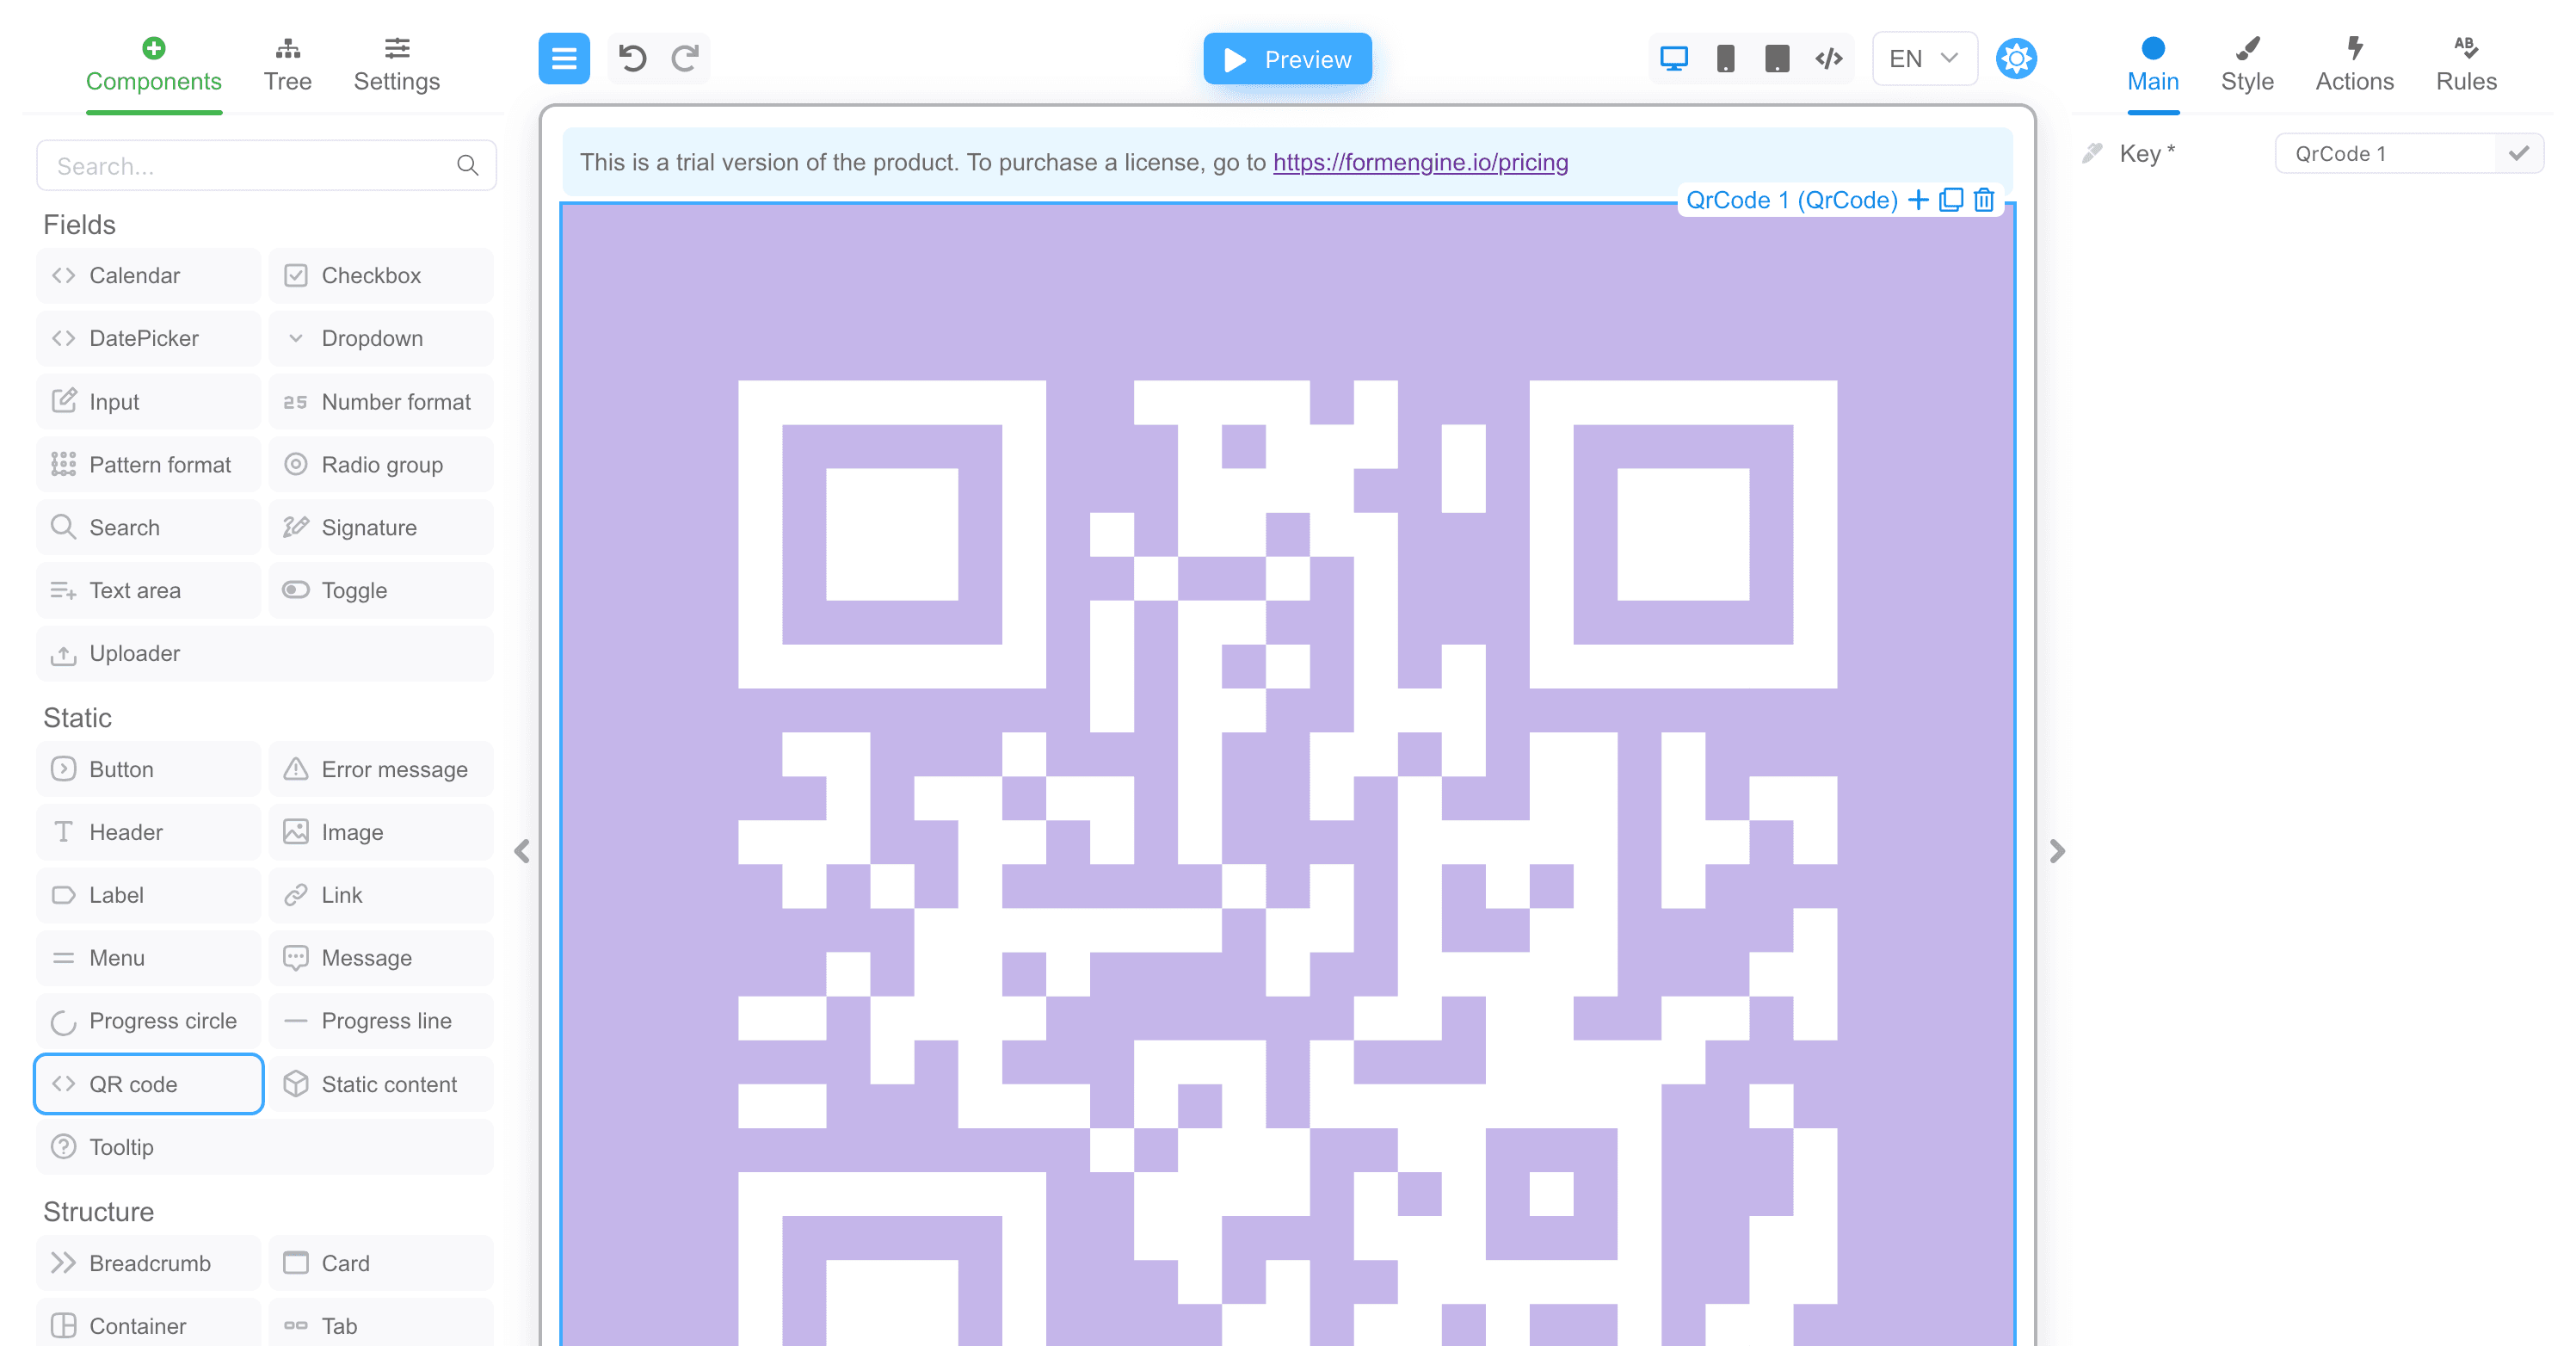 Components
Tree
Settings
Preview
EN
Main
Style
Actions
Rules
Search...
Fields
Calendar
Checkbox
DatePicker
Dropdown
Input
25 Number format
Pattern format
Radio group
Search
Signature
Text area
Toggle
Uploader
Static
Button
Error message
Header
Image
Label
Link
Menu
Message
Progress circle
Progress line
QR code
Static content
Tooltip
Structure
Breadcrumb
Card
Container
Tab
This is a trial version of the product. To purchase a license, go to https://formengine.io/pricing
QrCode 1 (QrCode)
Key *
QrCode 1